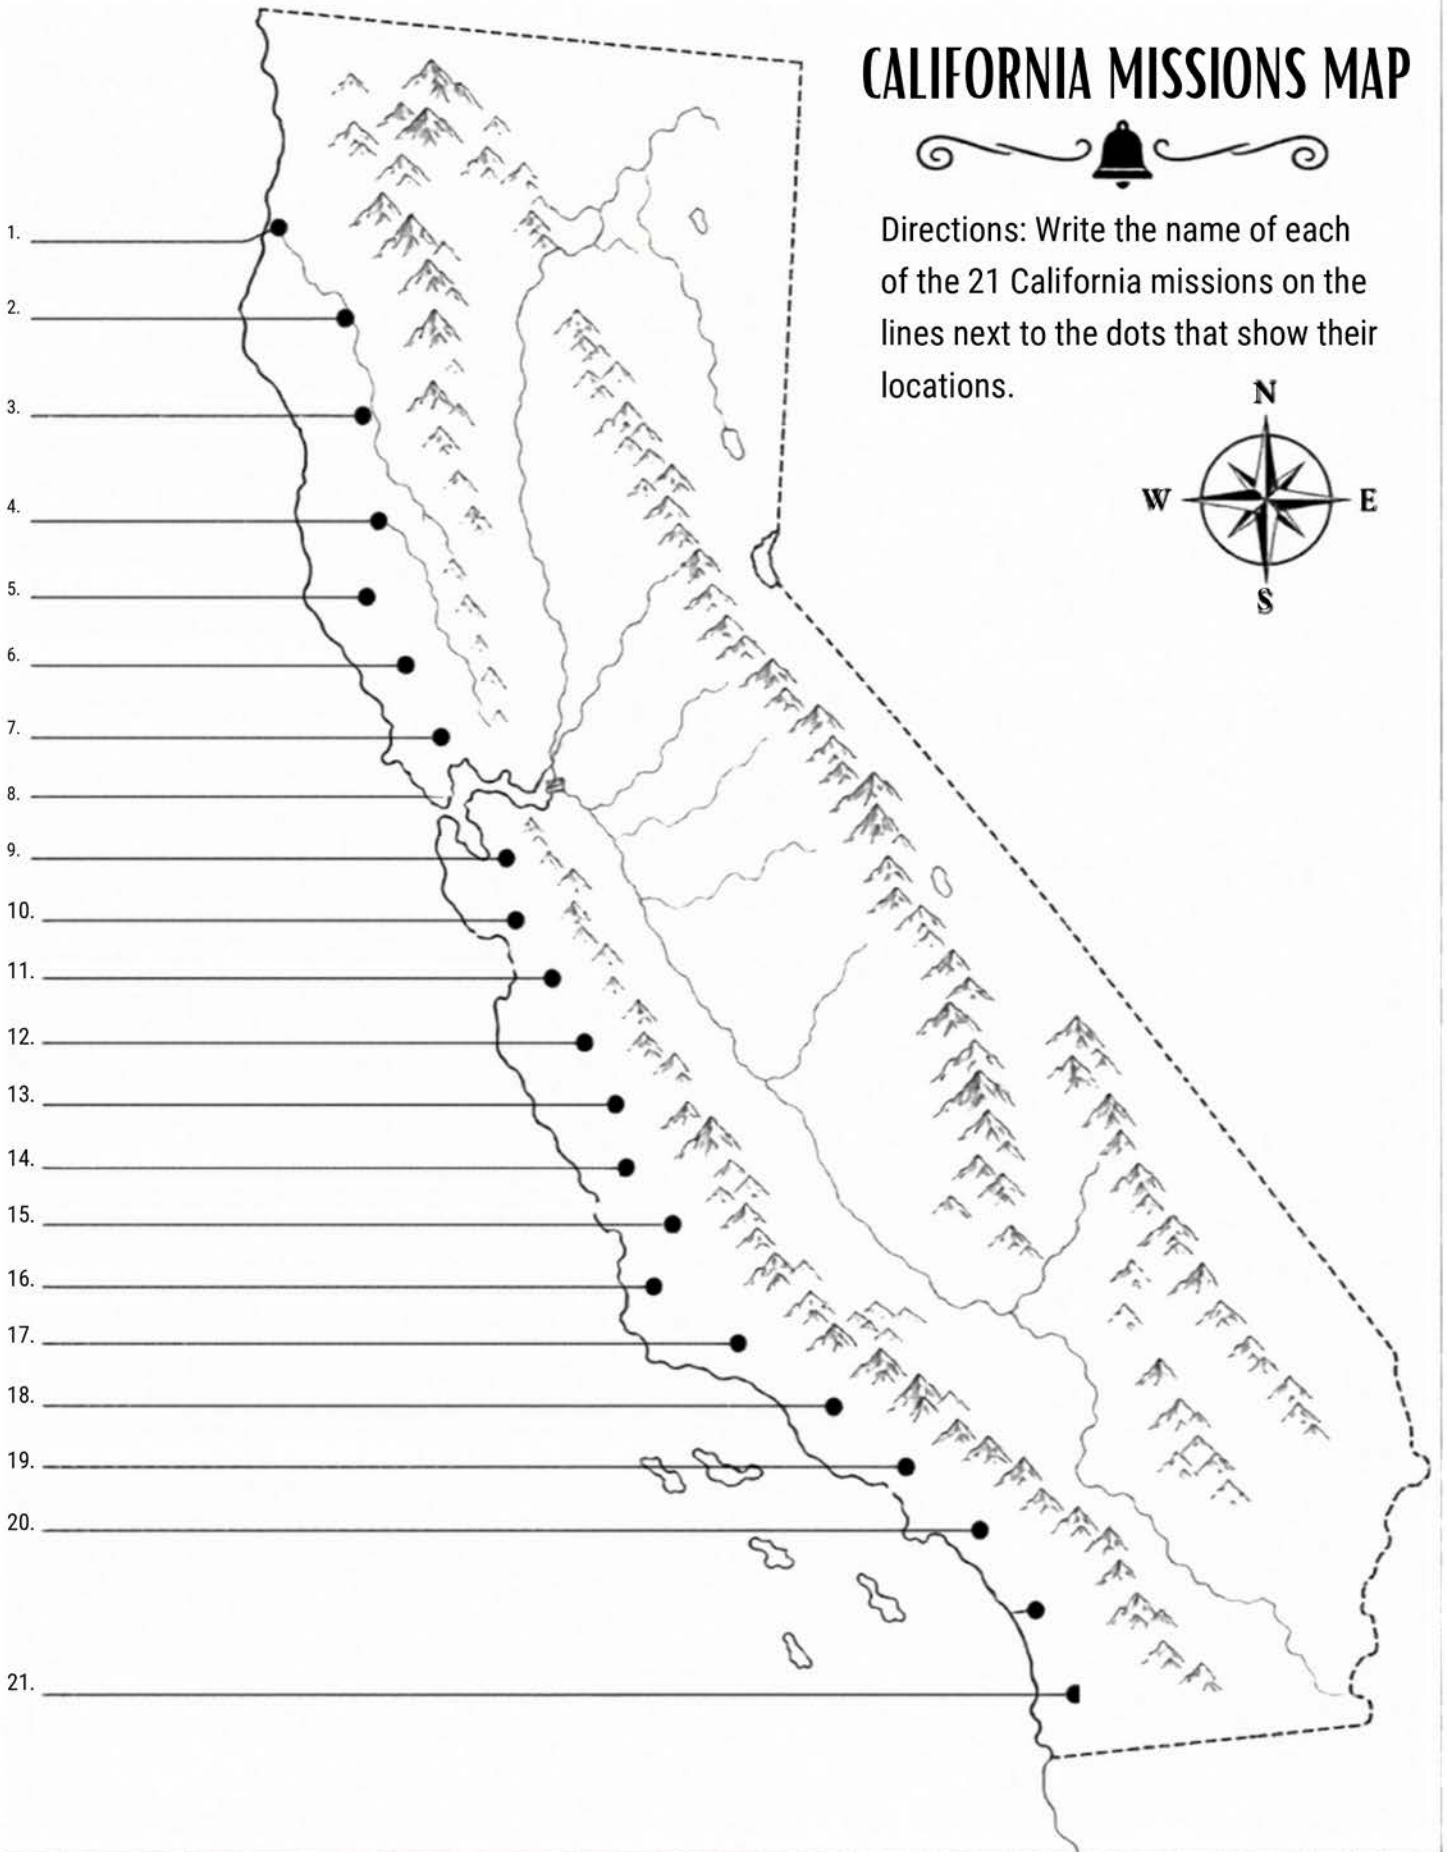 CALIFORNIA MISSIONS MAP
Directions: Write the name of each
of the 21 California missions on the
lines next to the dots that show their
locations.
N
W
E
S
1.
2.
3.
4.
5.
6.
7.
8.
9.
10.
11.
12.
13.
14.
15.
16.
17.
18.
19.
20.
21.